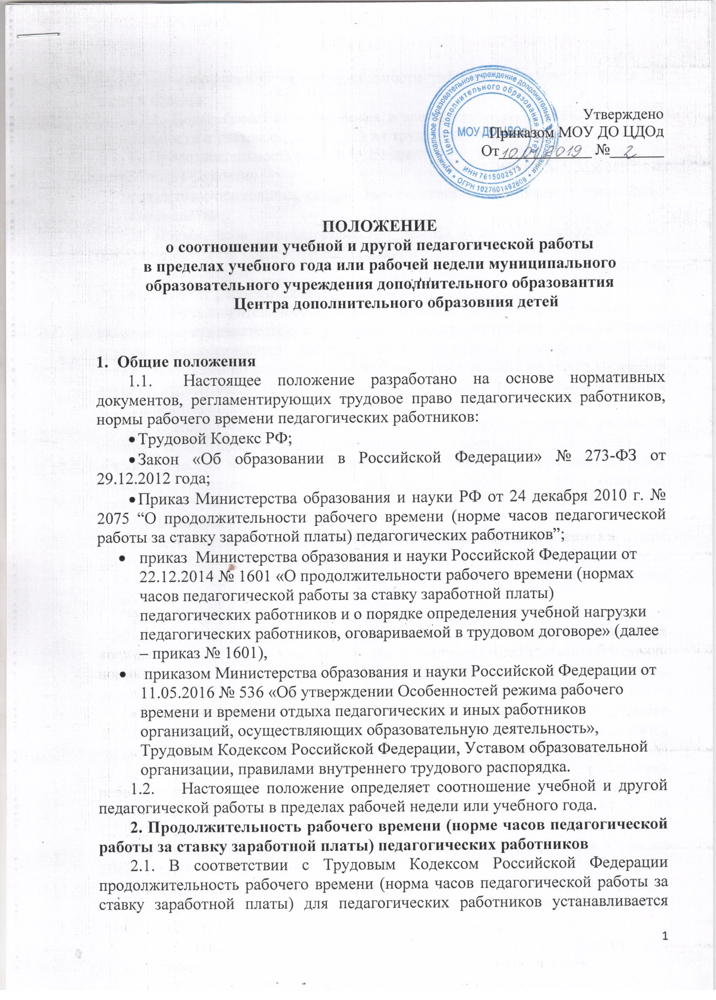 Муниципальное образовательное учреждение дополнительного образования
Центр дополнительного образования детей
МОУ ДО ЦДОд
* ИНН 7615002573 *
* ОГРН 1027601492808 *
Утверждено
Приказом МОУ ДО ЦДОд
От 10.01.2019 № 2
ПОЛОЖЕНИЕ
о соотношении учебной и другой педагогической работы
в пределах учебного года или рабочей недели муниципального
образовательного учреждения дополнительного образовантия
Центра дополнительного образовния детей
1. Общие положения
1.1. Настоящее положение разработано на основе нормативных
документов, регламентирующих трудовое право педагогических работников,
нормы рабочего времени педагогических работников:
• Трудовой Кодекс РФ;
• Закон «Об образовании в Российской Федерации» № 273-ФЗ от
29.12.2012 года;
• Приказ Министерства образования и науки РФ от 24 декабря 2010 г. №
2075 “О продолжительности рабочего времени (норме часов педагогической
работы за ставку заработной платы) педагогических работников”;
• приказ Министерства образования и науки Российской Федерации от
22.12.2014 № 1601 «О продолжительности рабочего времени (нормах
часов педагогической работы за ставку заработной платы)
педагогических работников и о порядке определения учебной нагрузки
педагогических работников, оговариваемой в трудовом договоре» (далее
– приказ № 1601),
• приказом Министерства образования и науки Российской Федерации от
11.05.2016 № 536 «Об утверждении Особенностей режима рабочего
времени и времени отдыха педагогических и иных работников
организаций, осуществляющих образовательную деятельность»,
Трудовым Кодексом Российской Федерации, Уставом образовательной
организации, правилами внутреннего трудового распорядка.
1.2. Настоящее положение определяет соотношение учебной и другой
педагогической работы в пределах рабочей недели или учебного года.
2. Продолжительность рабочего времени (норме часов педагогической
работы за ставку заработной платы) педагогических работников
2.1. В соответствии с Трудовым Кодексом Российской Федерации
продолжительность рабочего времени (норма часов педагогической работы за
ставку заработной платы) для педагогических работников устанавливается
1